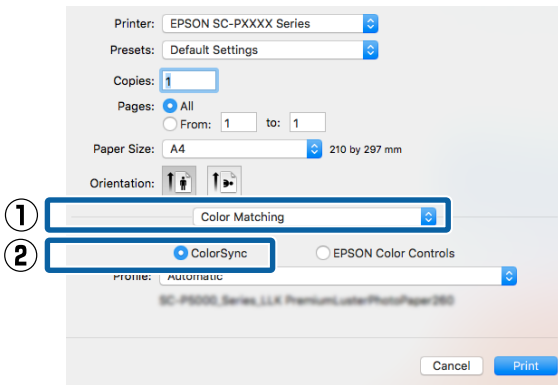 Printer: EPSON SC-PXXXX Series
Presets: Default Settings
Copies: 1
Pages: All
From: 1 to: 1
Paper Size: A4 210 by 297 mm
Orientation:
1 Color Matching
2 ColorSync EPSON Color Controls
Profile: Automatic
SC-P5000_Series_LLK PremiumLusterPhotoPaper260
Cancel Print